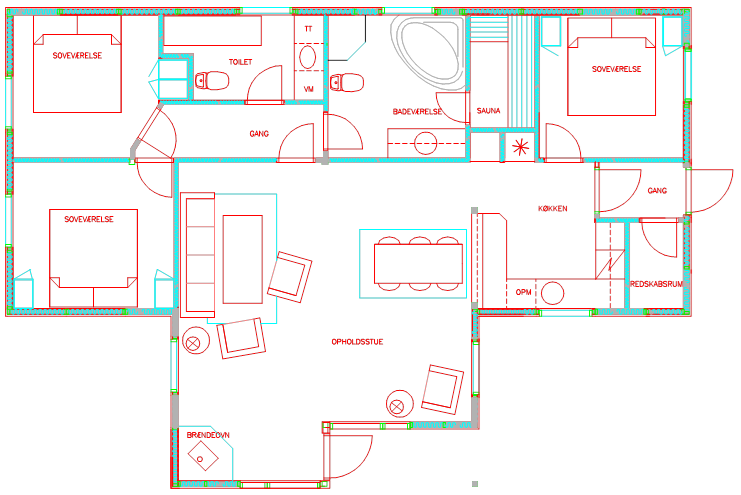 TT
SOVEVÆRELSE
TOILET
SOVEVÆRELSE
VM
BADEVÆRELSE
SAUNA
GANG
GANG
KØKKEN
SOVEVÆRELSE
REDSKABSRUM
OPM
OPHOLDSSTUE
BRÆNDEOVN